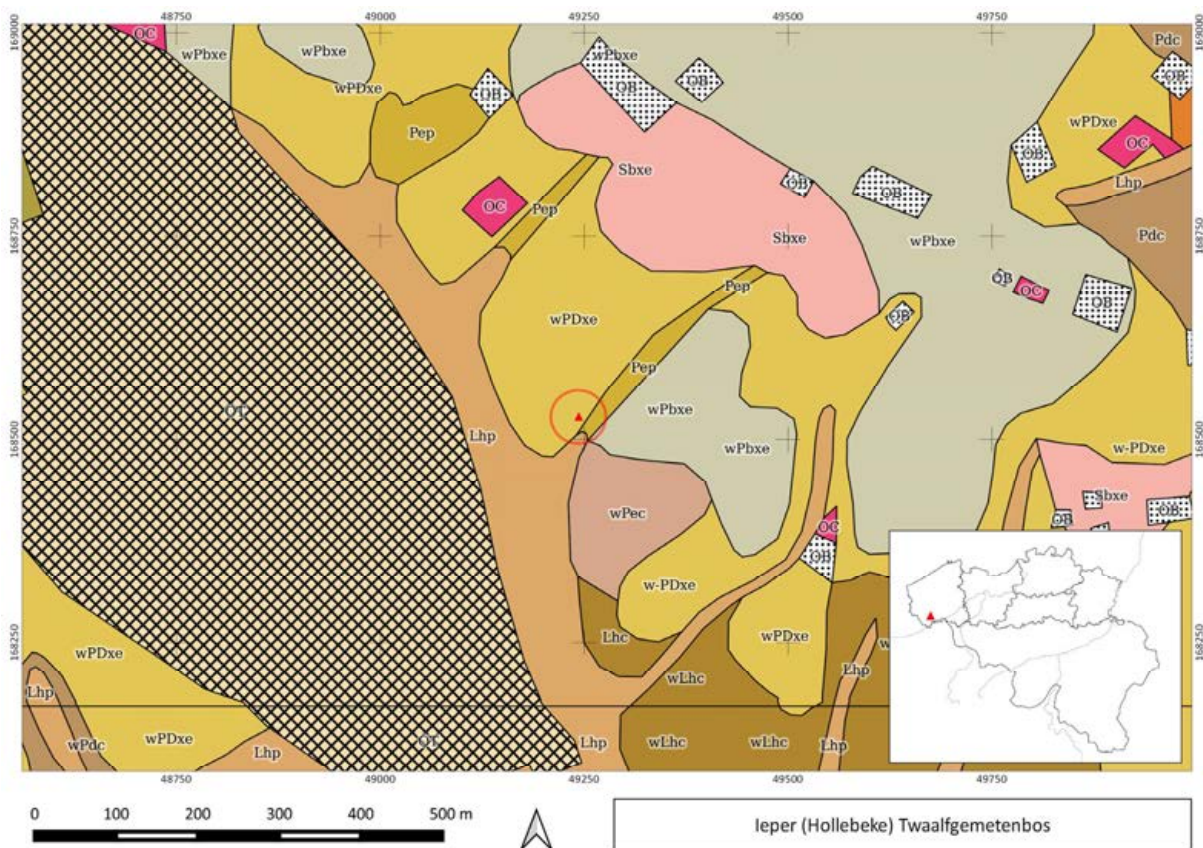 48750 49000 49250 49500 49750
169000 169000
OC
wPbxe
wPbxe
wPDxe
wPbxe
OB
OB
OB
Pdc
OB
Pep
Sbxe
wPDxe
OB
OC
OB
OB
Lhp
OC
Pep
168750 168750
Sbxe
wPbxe
Pdc
Lhp
Pep
OB
OC
OB
wPDxe
OB
Pep
OT
wPbxe
168500 168500
Lhp
wPbxe
w-PDxe
wPec
Sbxe
OB
OB
OC
OB
w-PDxe
Lhc
wPDxe
168250 168250
wPDxe
wLhc
Lhp
Lhp
wPdc
wPDxe
Lhp
OT
Lhp
wLhc
wLhc
Lhp
48750 49000 49250 49500 49750
0 100 200 300 400 500 m
Ieper (Hollebeke) Twaalfgemetenbos